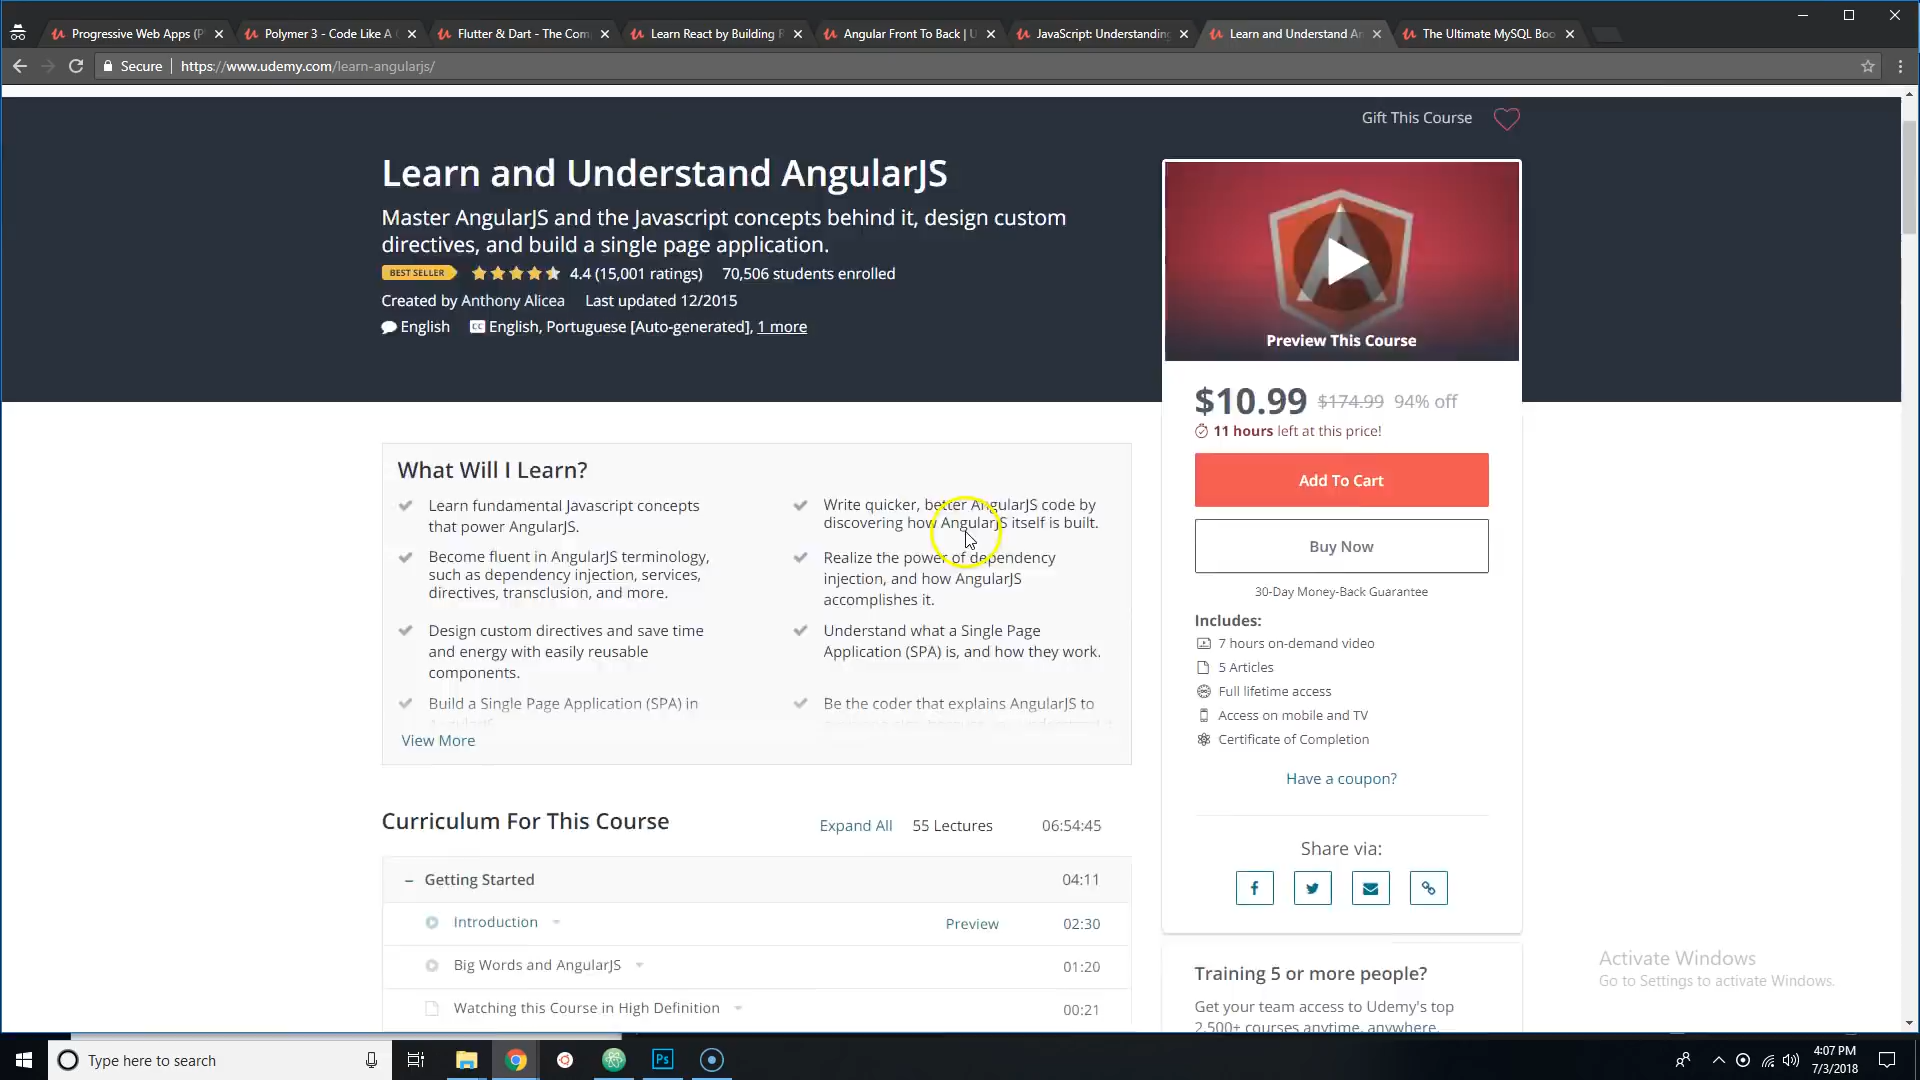 Progressive Web Apps (P
Polymer 3 - Code Like A
Flutter & Dart - The Com
Learn React by Building
Angular Front To Back | U
JavaScript: Understanding
Learn and Understand An
The Ultimate MySQL Boo
Secure https://www.udemy.com/learn-angularjs/
Gift This Course
Learn and Understand AngularJS
Master AngularJS and the Javascript concepts behind it, design custom
directives, and build a single page application.
BEST SELLER 4.4 (15,001 ratings) 70,506 students enrolled
Created by Anthony Alicea Last updated 12/2015
English CC English, Portuguese [Auto-generated], 1 more
Preview This Course
$10.99 $174.99 94% off
11 hours left at this price!
Add To Cart
Buy Now
30-Day Money-Back Guarantee
Includes:
7 hours on-demand video
5 Articles
Full lifetime access
Access on mobile and TV
Certificate of Completion
Have a coupon?
Share via:
Training 5 or more people?
Get your team access to Udemy's top
2,500+ courses anytime, anywhere.
What Will I Learn?
Learn fundamental Javascript concepts
that power AngularJS.
Become fluent in AngularJS terminology,
such as dependency injection, services,
directives, transclusion, and more.
Design custom directives and save time
and energy with easily reusable
components.
Build a Single Page Application (SPA) in
Write quicker, better AngularJS code by
discovering how AngularJS itself is built.
Realize the power of dependency
injection, and how AngularJS
accomplishes it.
Understand what a Single Page
Application (SPA) is, and how they work.
Be the coder that explains AngularJS to
View More
Curriculum For This Course
Expand All 55 Lectures 06:54:45
Getting Started 04:11
Introduction Preview 02:30
Big Words and AngularJS 01:20
Watching this Course in High Definition 00:21
Activate Windows
Go to Settings to activate Windows.
Type here to search
Ps
4:07 PM
7/3/2018